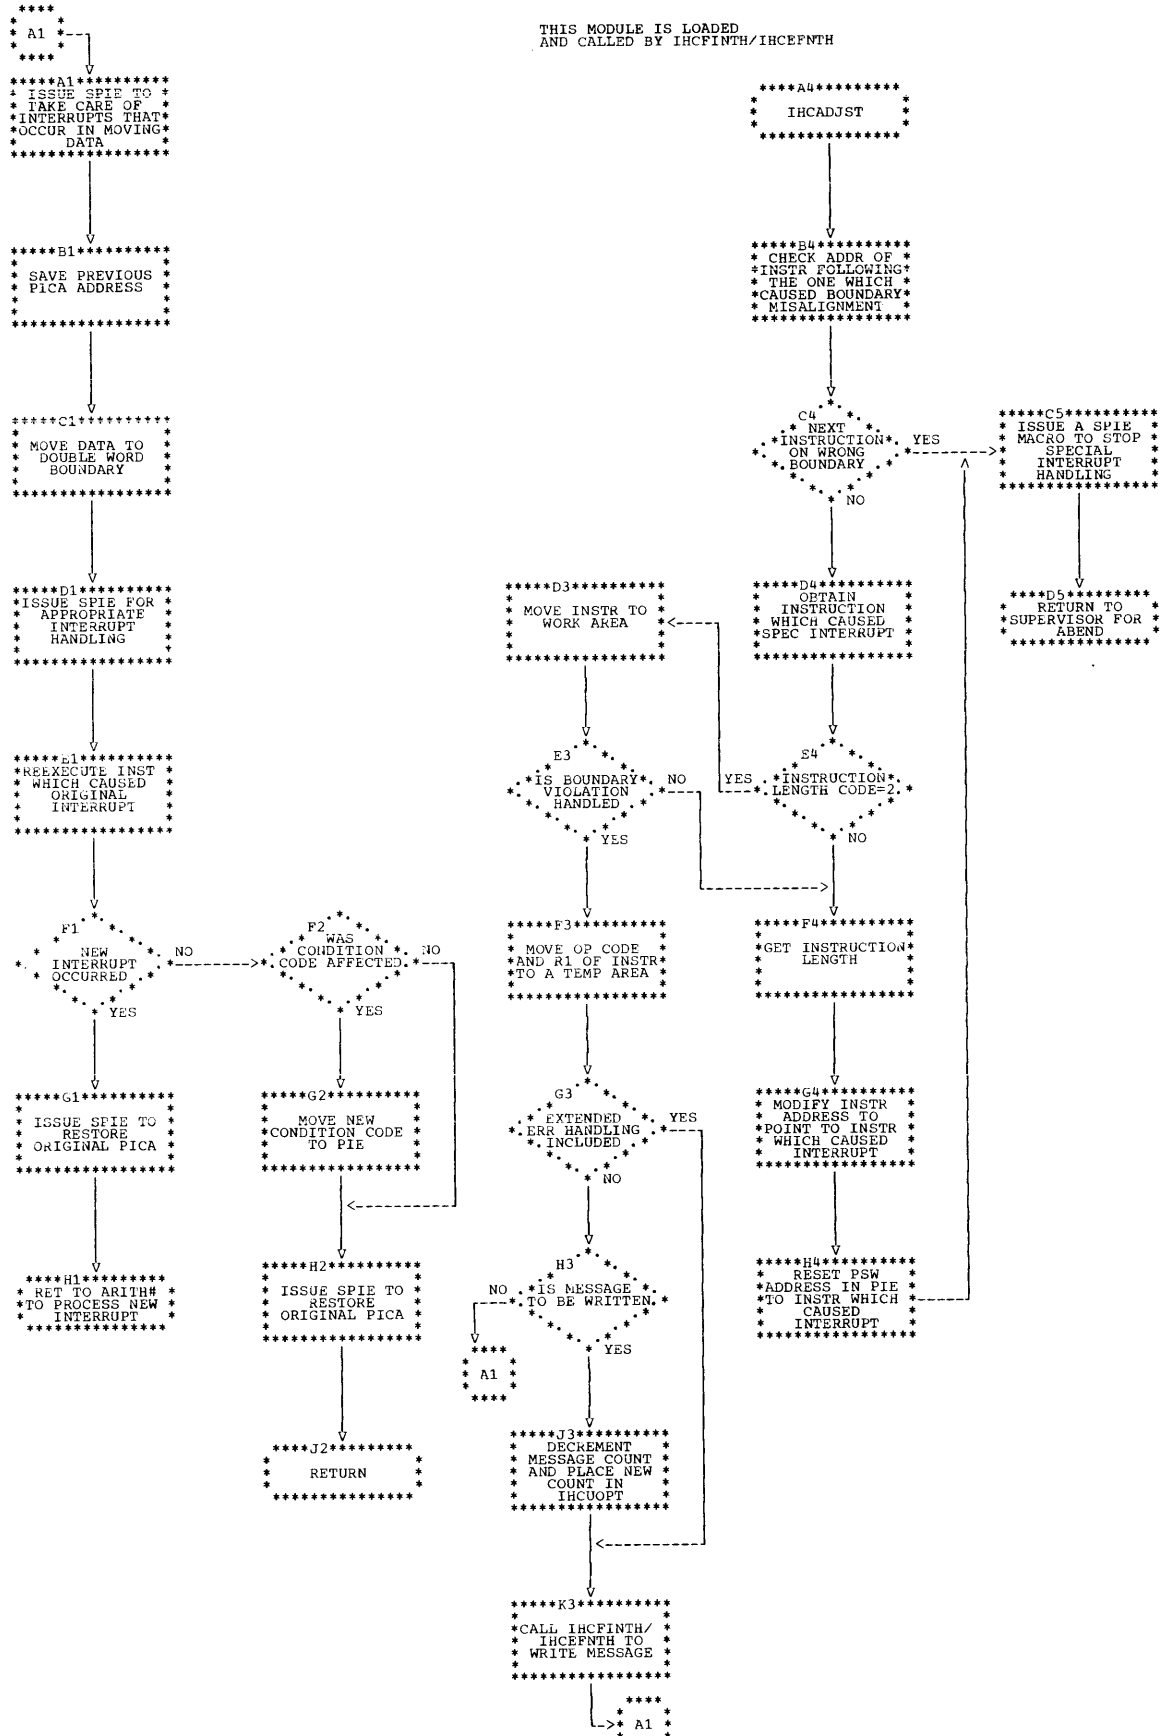 A1
THIS MODULE IS LOADED
AND CALLED BY IHCFINTH/IHCEFNTH
A1
ISSUE SPIE TO
TAKE CARE OF
INTERRUPTS THAT
OCCUR IN MOVING
DATA
B1
SAVE PREVIOUS
PICA ADDRESS
C1
MOVE DATA TO
DOUBLE WORD
BOUNDARY
D1
ISSUE SPIE FOR
APPROPRIATE
INTERRUPT
HANDLING
E1
REEXECUTE INST
WHICH CAUSED
ORIGINAL
INTERRUPT
F1
NEW
INTERRUPT
OCCURRED
NO
YES
G1
ISSUE SPIE TO
RESTORE
ORIGINAL PICA
H1
RET TO ARITH#
TO PROCESS NEW
INTERRUPT
F2
WAS
CONDITION
CODE AFFECTED
NO
YES
G2
MOVE NEW
CONDITION CODE
TO PIE
H2
ISSUE SPIE TO
RESTORE
ORIGINAL PICA
J2
RETURN
D3
MOVE INSTR TO
WORK AREA
E3
IS BOUNDARY
VIOLATION
HANDLED
NO
YES
F3
MOVE OP CODE
AND R1 OF INSTR
TO A TEMP AREA
G3
EXTENDED
ERR HANDLING
INCLUDED
YES
NO
H3
IS MESSAGE
TO BE WRITTEN
NO
YES
A1
J3
DECREMENT
MESSAGE COUNT
AND PLACE NEW
COUNT IN
IHCUOPT
K3
CALL IHCFINTH/
IHCEFNTH TO
WRITE MESSAGE
A1
A4
IHCADJST
B4
CHECK ADDR OF
INSTR FOLLOWING
THE ONE WHICH
CAUSED BOUNDARY
MISALIGNMENT
C4
NEXT
INSTRUCTION
ON WRONG
BOUNDARY
YES
NO
D4
OBTAIN
INSTRUCTION
WHICH CAUSED
SPEC INTERRUPT
E4
INSTRUCTION
LENGTH CODE=2
YES
NO
F4
GET INSTRUCTION
LENGTH
G4
MODIFY INSTR
ADDRESS TO
POINT TO INSTR
WHICH CAUSED
INTERRUPT
H4
RESET PSW
ADDRESS IN PIE
TO INSTR WHICH
CAUSED
INTERRUPT
C5
ISSUE A SPIE
MACRO TO STOP
SPECIAL
INTERRUPT
HANDLING
D5
RETURN TO
SUPERVISOR FOR
ABEND